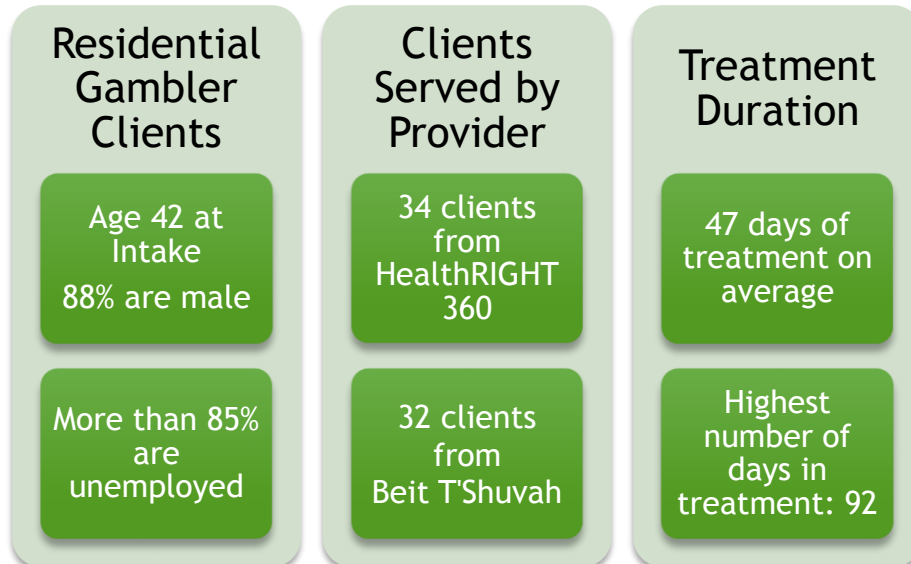 Residential
Gambler
Clients
Age 42 at
Intake
88% are male
More than 85%
are
unemployed
Clients
Served by
Provider
34 clients
from
HealthRIGHT
360
32 clients
from
Beit T'Shuvah
Treatment
Duration
47 days of
treatment on
average
Highest
number of
days in
treatment: 92